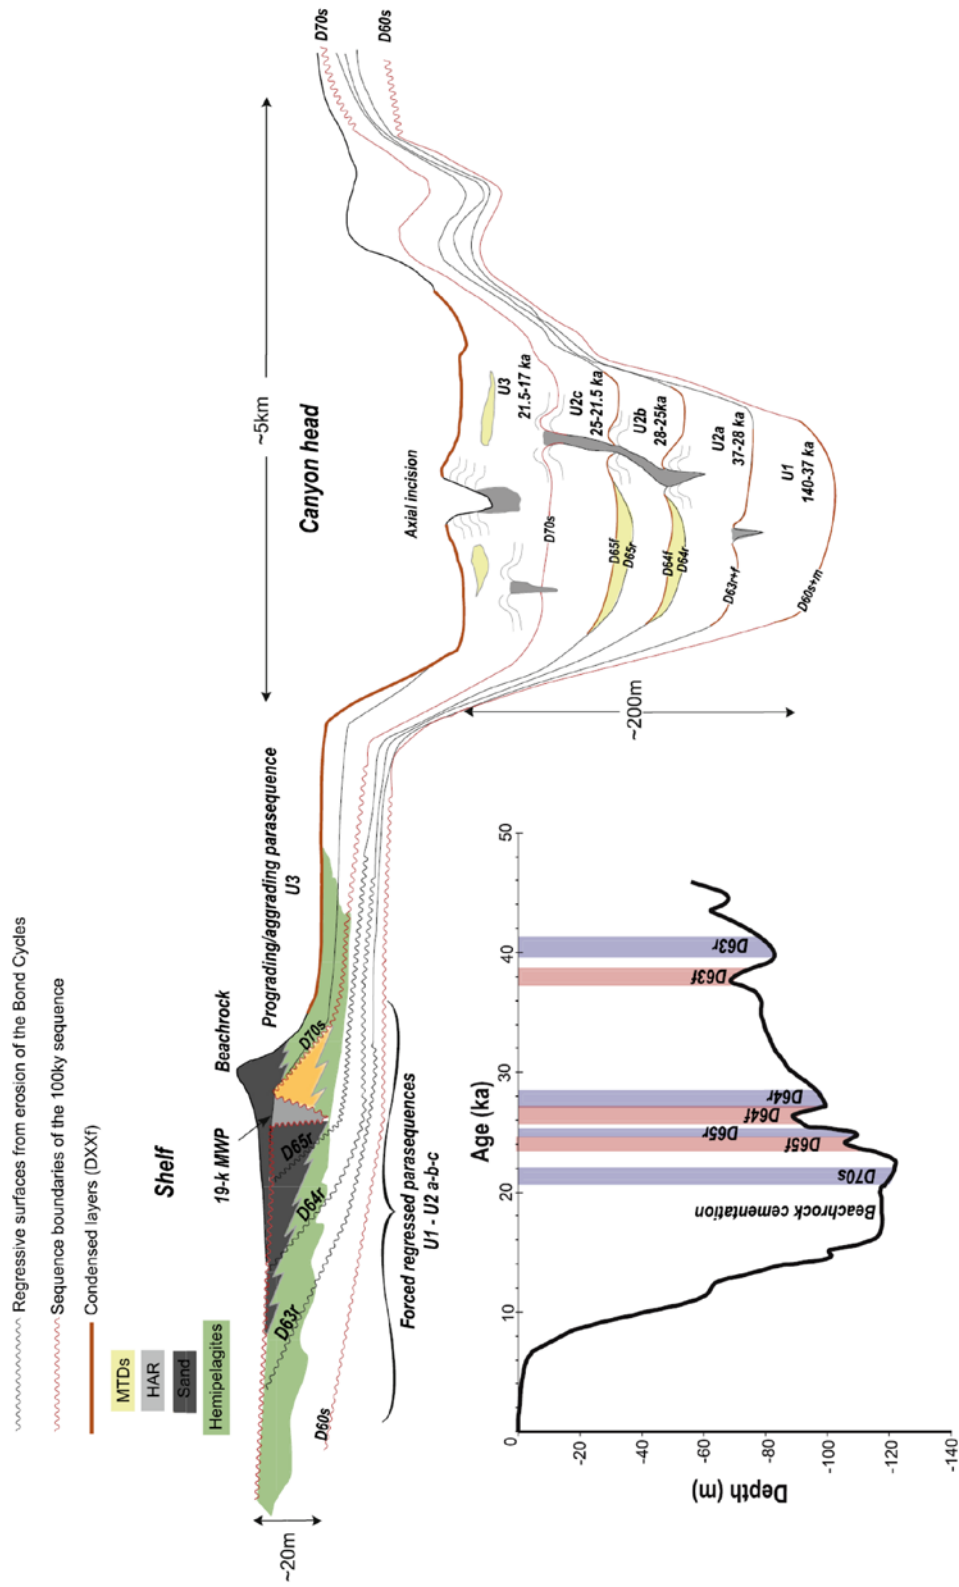 Regressive surfaces from erosion of the Bond Cycles
Sequence boundaries of the 100ky sequence
Condensed layers (DXXf)
MTDs
HAR
Sand
Hemipelagites
~20m
Shelf
19-k MVP
Beachrock
Prograding/aggrading parasequence
U3
D60s
D63r
D64r
D65r
D70s
Forced regressed parasequences
U1 - U2 a-b-c
~5km
Canyon head
Axial incision
D70s
D60s
U3
21.5-17 ka
D70s
U2c
25-21.5 ka
D65f
D65r
U2b
28-25ka
D64f
D64r
U2a
37-28 ka
D63r+f
U1
140-37 ka
D60s+m
~200m
Age (ka)
10
20
30
40
50
Depth (m)
0
-20
-40
-60
-80
-100
-120
-140
Beachrock cementation
D70s
D65f
D65r
D64f
D64r
D63f
D63r